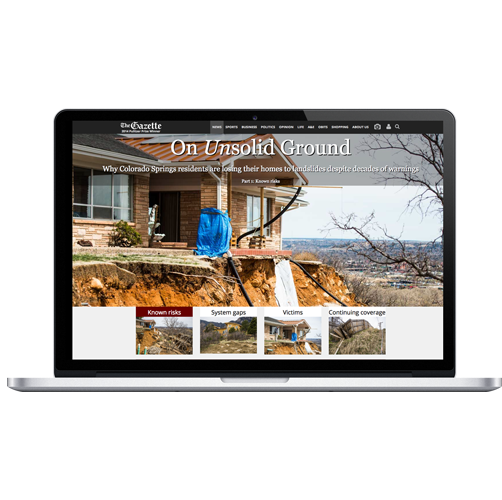 The Gazette
2014 Pulitzer Prize Winner
NEWS SPORTS BUSINESS POLITICS OPINION LIFE A&E OBITS SHOPPING ABOUT US
On Unsolid Ground
Why Colorado Springs residents are losing their homes to landslides despite decades of warnings
Part 1: Known risks
Known risks System gaps Victims Continuing coverage